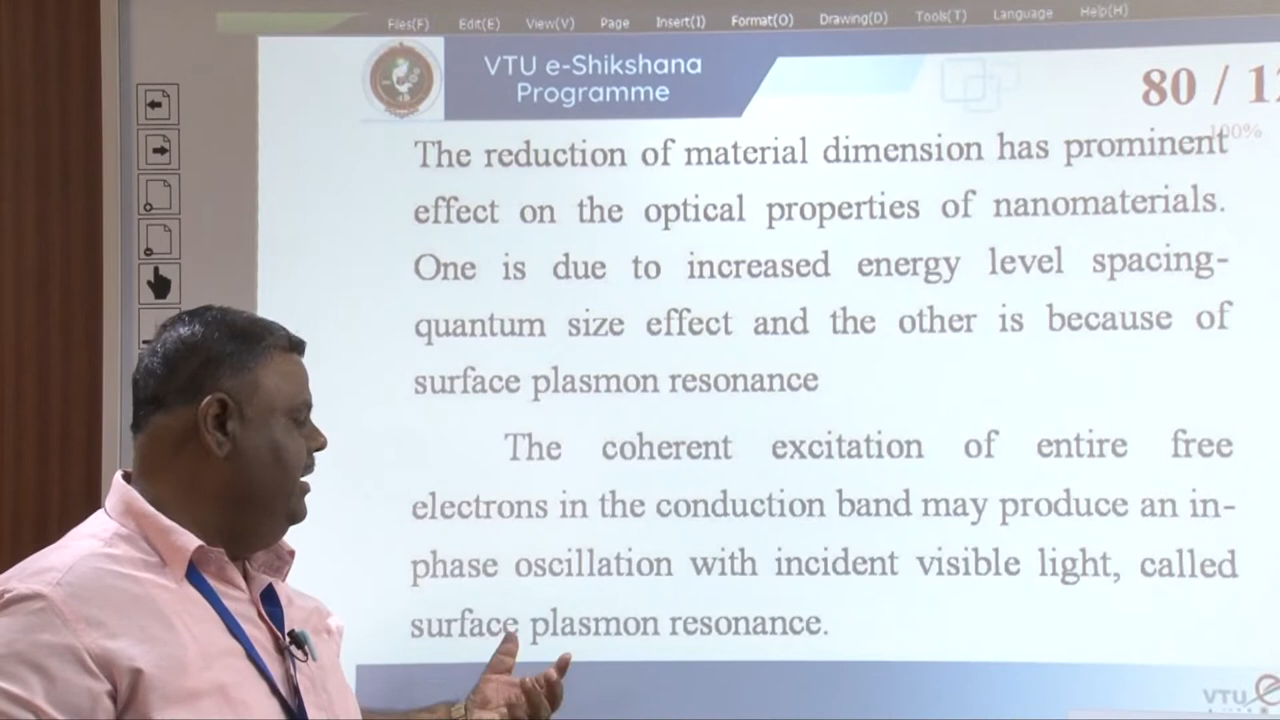 Files(F) Edit(E) View(V) Page Insert(I) Format(O) Drawing(D) Tools(T) Language Help(H)
VTU e-Shikshana
Programme
80 / 12
100%
The reduction of material dimension has prominent
effect on the optical properties of nanomaterials.
One is due to increased energy level spacing-
quantum size effect and the other is because of
surface plasmon resonance
The coherent excitation of entire free
electrons in the conduction band may produce an in-
phase oscillation with incident visible light, called
surface plasmon resonance.
VTU e